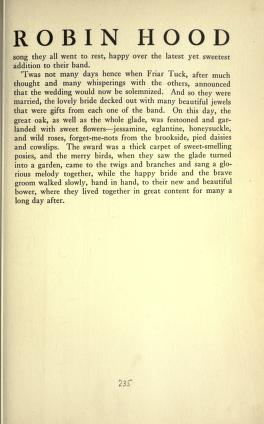 ROBIN HOOD
song they all went to rest, happy over the latest yet sweetest
addition to their band.
'Twas not many days hence when Friar Tuck, after much
thought and many whisperings with the others, announced
that the wedding would now be solemnized. And so they were
married, the lovely bride decked out with many beautiful jewels
that were gifts from each one of the band. On this day, the
great oak, as well as the whole glade, was festooned and gar-
landed with sweet flowers—jessamine, eglantine, honeysuckle,
and wild roses, forget-me-nots from the brookside, pied daisies
and cowslips. The sward was a thick carpet of sweet-smelling
posies, and the merry birds, when they saw the glade turned
into a garden, came to the twigs and branches and sang a glo-
rious melody together, while the happy bride and the brave
groom walked slowly, hand in hand, to their new and beautiful
bower, where they lived together in great content for many a
long day after.
235